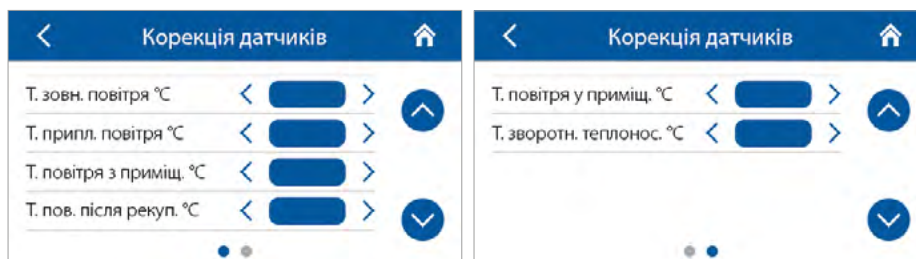 Корекція датчиків
Т. зовн. повітря °C
Т. припл. повітря °C
Т. повітря з приміщ. °C
Т. пов. після рекуп. °C
Корекція датчиків
Т. повітря у приміщ. °C
Т. зворотн. теплонос. °C